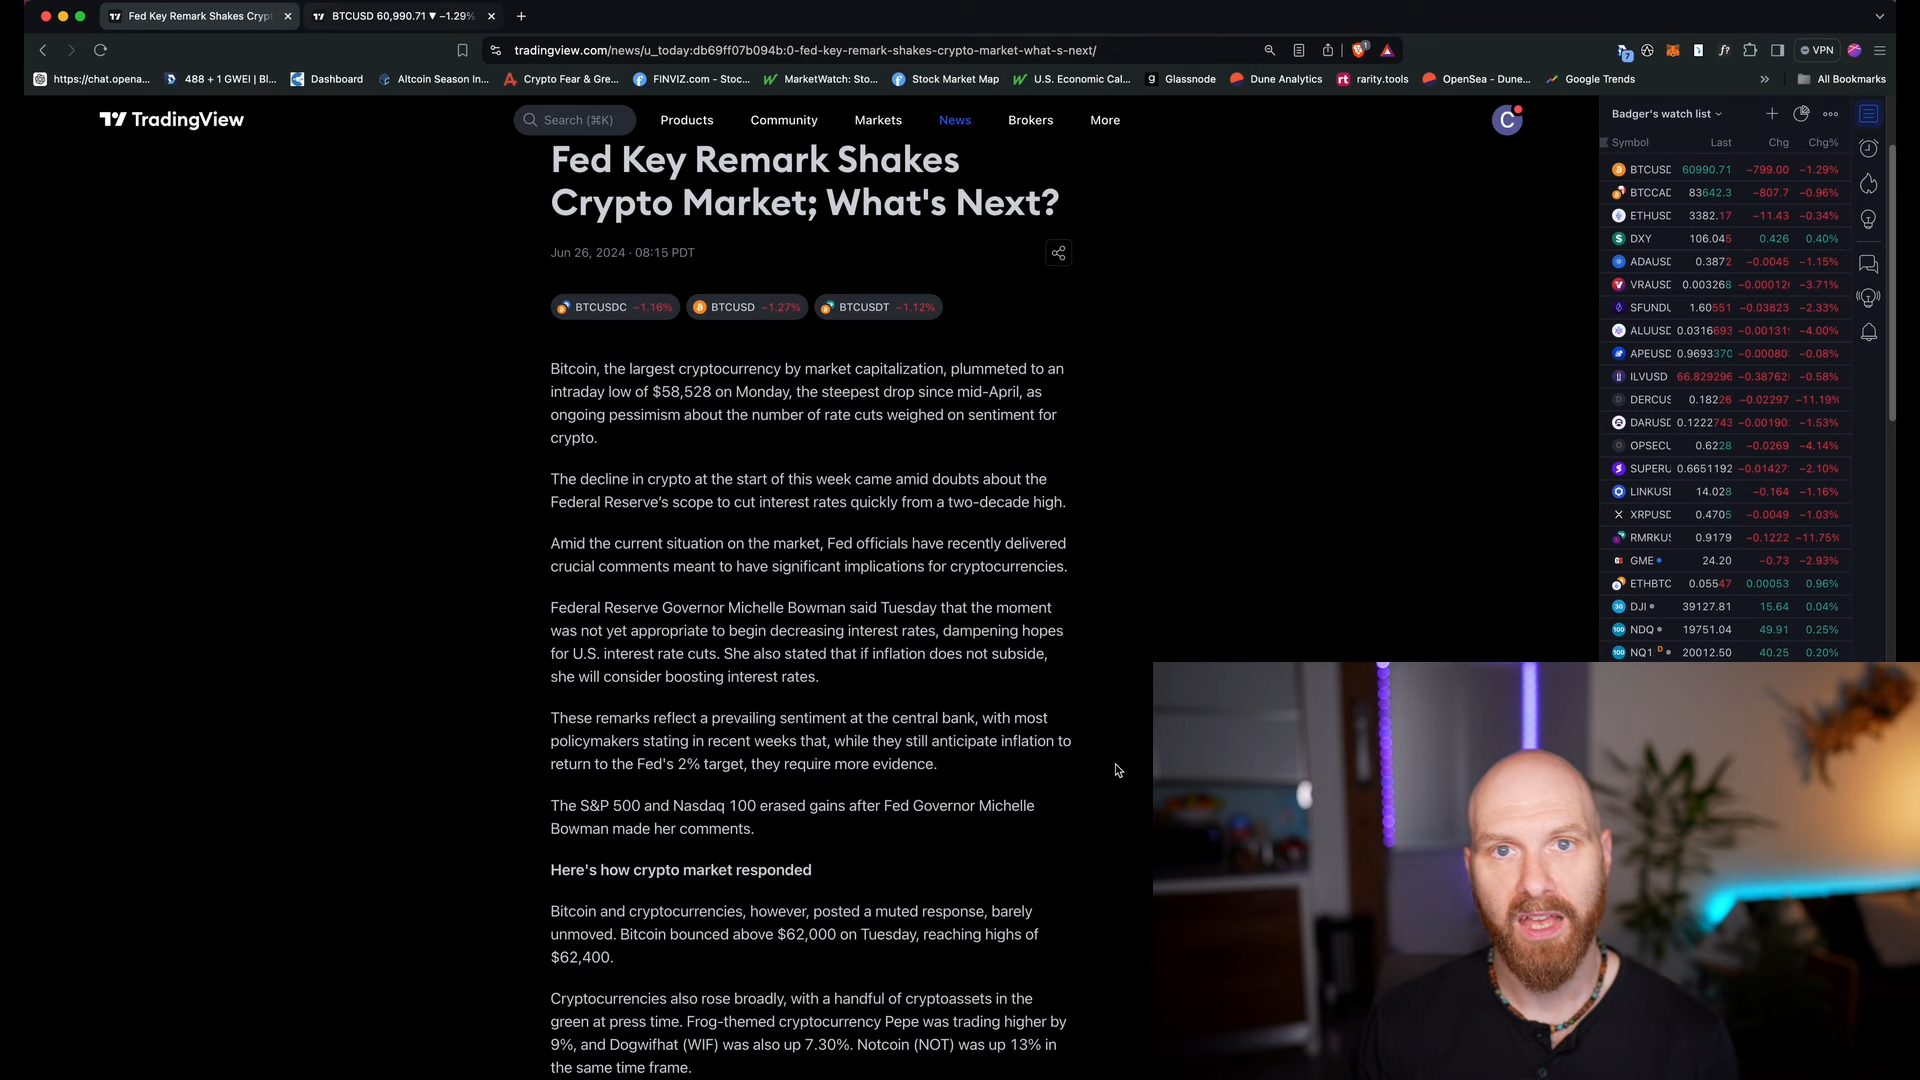 Fed Key Remark Shakes Cryp
BTCUSD 60,990.71 ▼ −1.29%
tradingview.com/news/u_today:db69ff07b094b:0-fed-key-remark-shakes-crypto-market-what-s-next/
1
7
f?
VPN
https://chat.opena...
488 + 1 GWEI | Bl...
Dashboard
Altcoin Season In...
Crypto Fear & Gre...
FINVIZ.com - Stoc...
MarketWatch: Sto...
Stock Market Map
U.S. Economic Cal...
Glassnode
Dune Analytics
rarity.tools
OpenSea - Dune...
Google Trends
»
All Bookmarks
TradingView
Search (⌘K)
Products
Community
Markets
News
Brokers
More
C
Fed Key Remark Shakes
Crypto Market; What's Next?
Jun 26, 2024 · 08:15 PDT
BTCUSDC −1.16%
BTCUSD −1.27%
BTCUSDT −1.12%
Bitcoin, the largest cryptocurrency by market capitalization, plummeted to an
intraday low of $58,528 on Monday, the steepest drop since mid-April, as
ongoing pessimism about the number of rate cuts weighed on sentiment for
crypto.
The decline in crypto at the start of this week came amid doubts about the
Federal Reserve’s scope to cut interest rates quickly from a two-decade high.
Amid the current situation on the market, Fed officials have recently delivered
crucial comments meant to have significant implications for cryptocurrencies.
Federal Reserve Governor Michelle Bowman said Tuesday that the moment
was not yet appropriate to begin decreasing interest rates, dampening hopes
for U.S. interest rate cuts. She also stated that if inflation does not subside,
she will consider boosting interest rates.
These remarks reflect a prevailing sentiment at the central bank, with most
policymakers stating in recent weeks that, while they still anticipate inflation to
return to the Fed's 2% target, they require more evidence.
The S&P 500 and Nasdaq 100 erased gains after Fed Governor Michelle
Bowman made her comments.
Here's how crypto market responded
Bitcoin and cryptocurrencies, however, posted a muted response, barely
unmoved. Bitcoin bounced above $62,000 on Tuesday, reaching highs of
$62,400.
Cryptocurrencies also rose broadly, with a handful of cryptoassets in the
green at press time. Frog-themed cryptocurrency Pepe was trading higher by
9%, and Dogwifhat (WIF) was also up 7.30%. Notcoin (NOT) was up 13% in
the same time frame.
Badger's watch list
Symbol Last Chg Chg%
BTCUSD 60990.71 −799.00 −1.29%
BTCCAD 83642.3 −807.7 −0.96%
ETHUSD 3382.17 −11.43 −0.34%
DXY 106.045 0.426 0.40%
ADAUSD 0.3872 −0.0045 −1.15%
VRAUSD 0.003268 −0.000126 −3.71%
SFUNDU 1.60551 −0.03823 −2.33%
ALUUSD 0.0316693 −0.001319 −4.00%
APEUSD 0.9693370 −0.00080 −0.08%
ILVUSD 66.829296 −0.38762 −0.58%
DERCUS 0.18226 −0.02297 −11.19%
DARUSD 0.1222743 −0.00190 −1.53%
OPSECU 0.6228 −0.0269 −4.14%
SUPERU 0.6651192 −0.01427 −2.10%
LINKUSD 14.028 −0.164 −1.16%
XRPUSD 0.4705 −0.0049 −1.03%
RMRKUS 0.9179 −0.1222 −11.75%
GME 24.20 −0.73 −2.93%
ETHBTC 0.05547 0.00053 0.96%
30 DJI 39127.81 15.64 0.04%
100 NDQ 19751.04 49.91 0.25%
100 NQ1 D 20012.50 40.25 0.20%